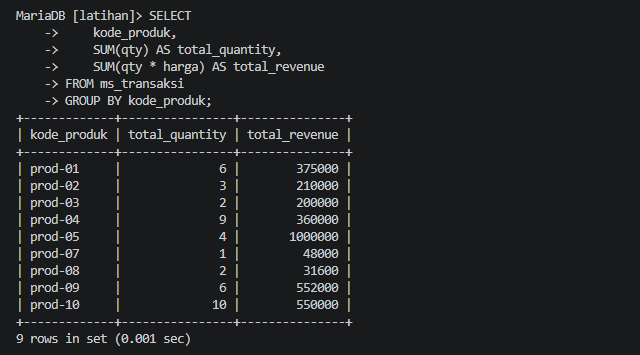 MariaDB [latihan]> SELECT
    ->     kode_produk,
    ->     SUM(qty) AS total_quantity,
    ->     SUM(qty * harga) AS total_revenue
    -> FROM ms_transaksi
    -> GROUP BY kode_produk;
+-------------+----------------+---------------+
| kode_produk | total_quantity | total_revenue |
+-------------+----------------+---------------+
| prod-01     |              6 |        375000 |
| prod-02     |              3 |        210000 |
| prod-03     |              2 |        200000 |
| prod-04     |              9 |        360000 |
| prod-05     |              4 |       1000000 |
| prod-07     |              1 |         48000 |
| prod-08     |              2 |         31600 |
| prod-09     |              6 |        552000 |
| prod-10     |             10 |        550000 |
+-------------+----------------+---------------+
9 rows in set (0.001 sec)